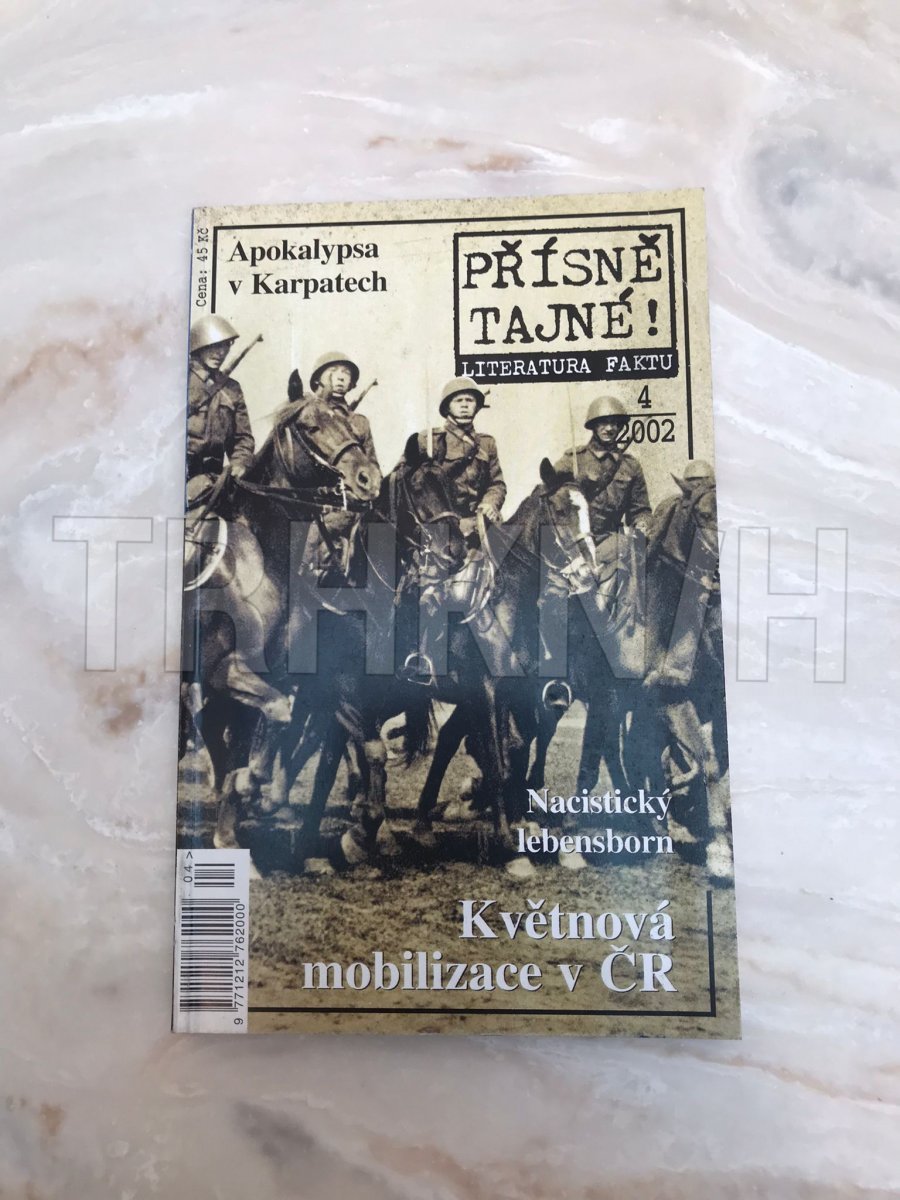 Cena: 45 Kč
Apokalypsa
v Karpatech
PŘÍSNĚ
TAJNÉ!
LITERATURA FAKTU
4
2002
TRHKNIH
Nacistický
lebensborn
Květnová
mobilizace v ČR
04>
9 771212 762000